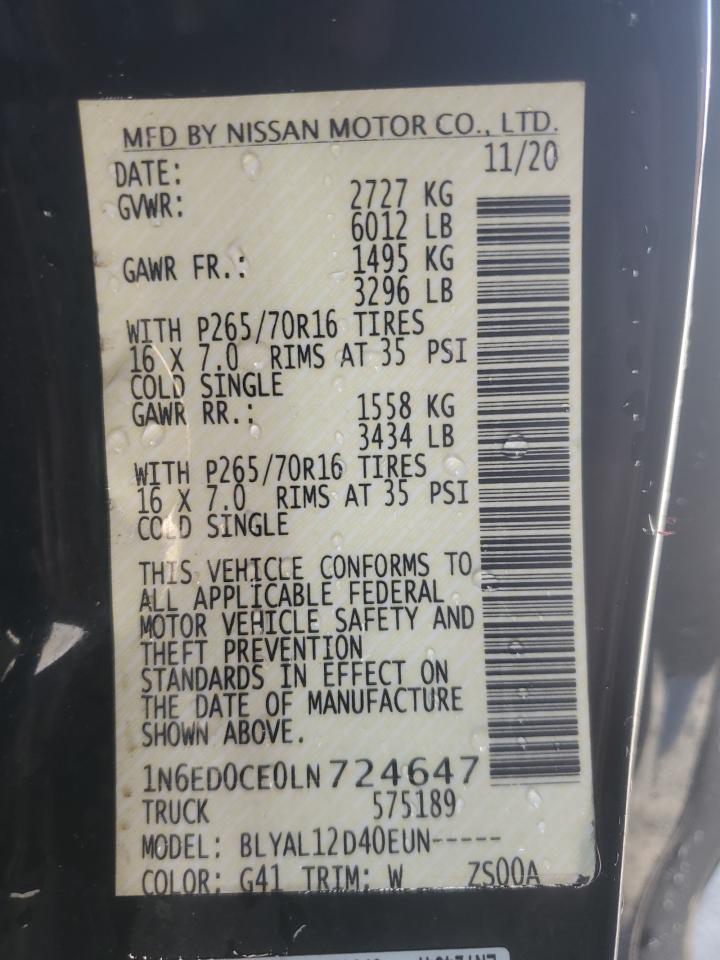 MFD BY NISSAN MOTOR CO., LTD.
DATE: 11/20
GVWR: 2727 KG
6012 LB
GAWR FR.: 1495 KG
3296 LB
WITH P265/70R16 TIRES
16 X 7.0 RIMS AT 35 PSI
COLD SINGLE
GAWR RR.: 1558 KG
3434 LB
WITH P265/70R16 TIRES
16 X 7.0 RIMS AT 35 PSI
COLD SINGLE
THIS VEHICLE CONFORMS TO
ALL APPLICABLE FEDERAL
MOTOR VEHICLE SAFETY AND
THEFT PREVENTION
STANDARDS IN EFFECT ON
THE DATE OF MANUFACTURE
SHOWN ABOVE.
1N6ED0CE0LN724647
TRUCK 575189
MODEL: BLYAL12D40EUN-----
COLOR: G41 TRIM: W ZS00A